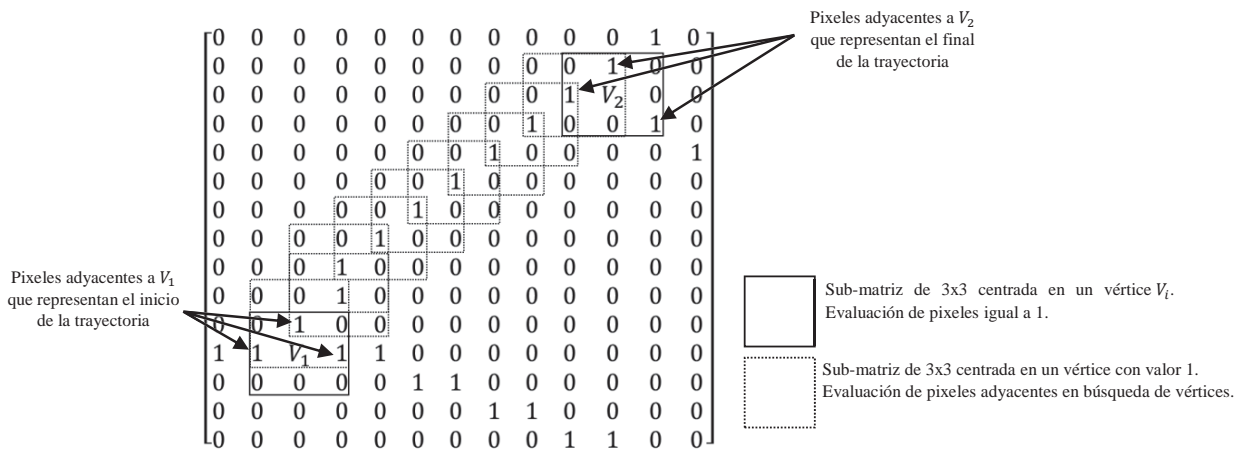 Pixeles adyacentes a V₂
que representan el final
de la trayectoria
0 0 0 0 0 0 0 0 0 0 0 1 0
0 0 0 0 0 0 0 0 0 0 1 0 0
0 0 0 0 0 0 0 0 0 1 V₂ 0 0
0 0 0 0 0 0 0 0 1 0 0 1 0
0 0 0 0 0 0 0 1 0 0 0 0 1
0 0 0 0 0 0 1 0 0 0 0 0 0
0 0 0 0 0 1 0 0 0 0 0 0 0
0 0 0 0 1 0 0 0 0 0 0 0 0
0 0 0 1 0 0 0 0 0 0 0 0 0
0 0 0 1 0 0 0 0 0 0 0 0 0
0 0 1 0 0 0 0 0 0 0 0 0 0
1 1 V₁ 1 1 0 0 0 0 0 0 0 0
0 0 0 0 0 1 1 0 0 0 0 0 0
0 0 0 0 0 0 0 1 1 0 0 0 0
0 0 0 0 0 0 0 0 0 1 1 0 0
Pixeles adyacentes a V₁
que representan el inicio
de la trayectoria
Sub-matriz de 3x3 centrada en un vértice Vᵢ.
Evaluación de pixeles igual a 1.
Sub-matriz de 3x3 centrada en un vértice con valor 1.
Evaluación de pixeles adyacentes en búsqueda de vértices.